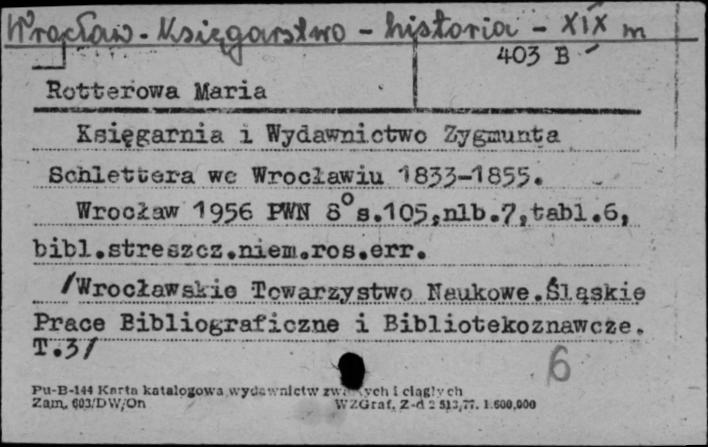 Wrocław - Księgarstwo - historia - XIX
403 B
Rotterowa Maria
Księgarnia i Wydawnictwo Zygmunta
Schlettera we Wrocławiu 1833-1855.
Wrocław 1956 PWN 8° s.105,nlb.7,tabl.6,
bibl.streszcz.niem.ros.err.
/Wrocławskie Towarzystwo Naukowe.Śląskie
Prace Bibliograficzne i Bibliotekoznawcze.
T.3/
6
Pu-B-144 Karta katalogowa wydawnictw i ciągłych
Zam. 603/DW/On WZGraf. Z-d 2 513,77. 1.600,000